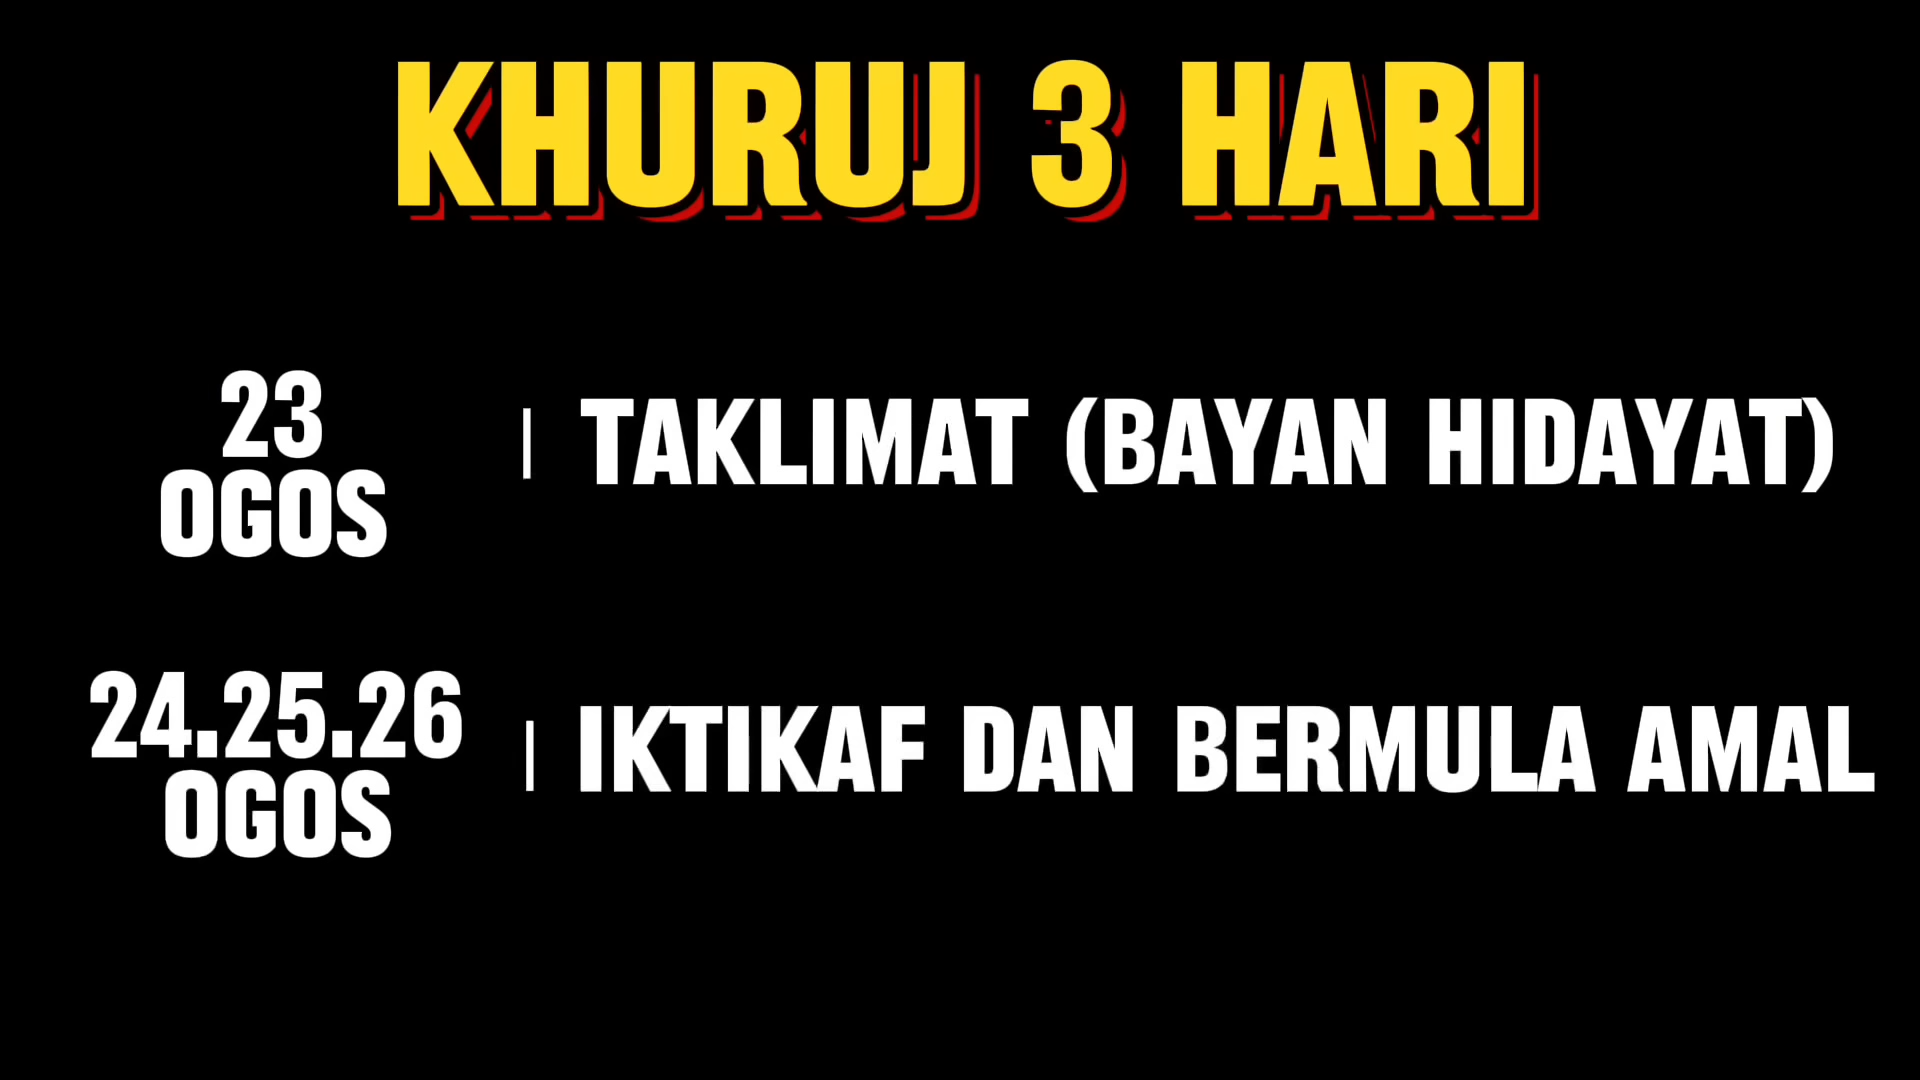 KHURUJ 3 HARI
23
OGOS
| TAKLIMAT (BAYAN HIDAYAT)
24.25.26
OGOS
| IKTIKAF DAN BERMULA AMAL